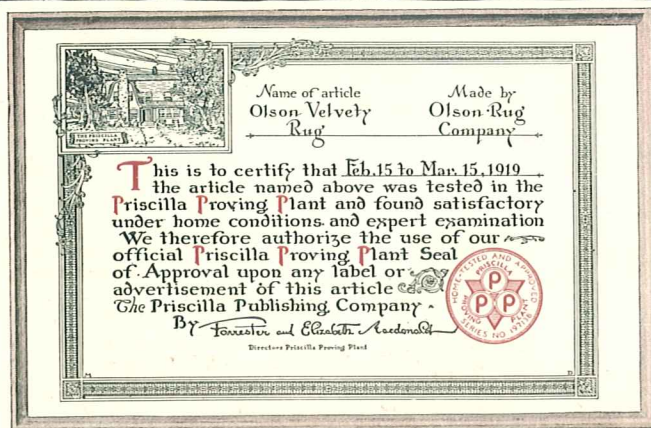 THE PRISCILLA
PROVING PLANT
Name of article
Olson Velvety
Rug
Made by
Olson Rug
Company
This is to certify that Feb. 15 to Mar. 15, 1919
the article named above was tested in the
Priscilla Proving Plant and found satisfactory
under home conditions and expert examination
We therefore authorize the use of our
official Priscilla Proving Plant Seal
of Approval upon any label or
advertisement of this article
The Priscilla Publishing Company
By Forrester and Elizabeth Macdonald
Directors Priscilla Proving Plant
HOME-TESTED AND APPROVED
PRISCILLA
PROVING PLANT
P
P P
SERIES NO.
M
D